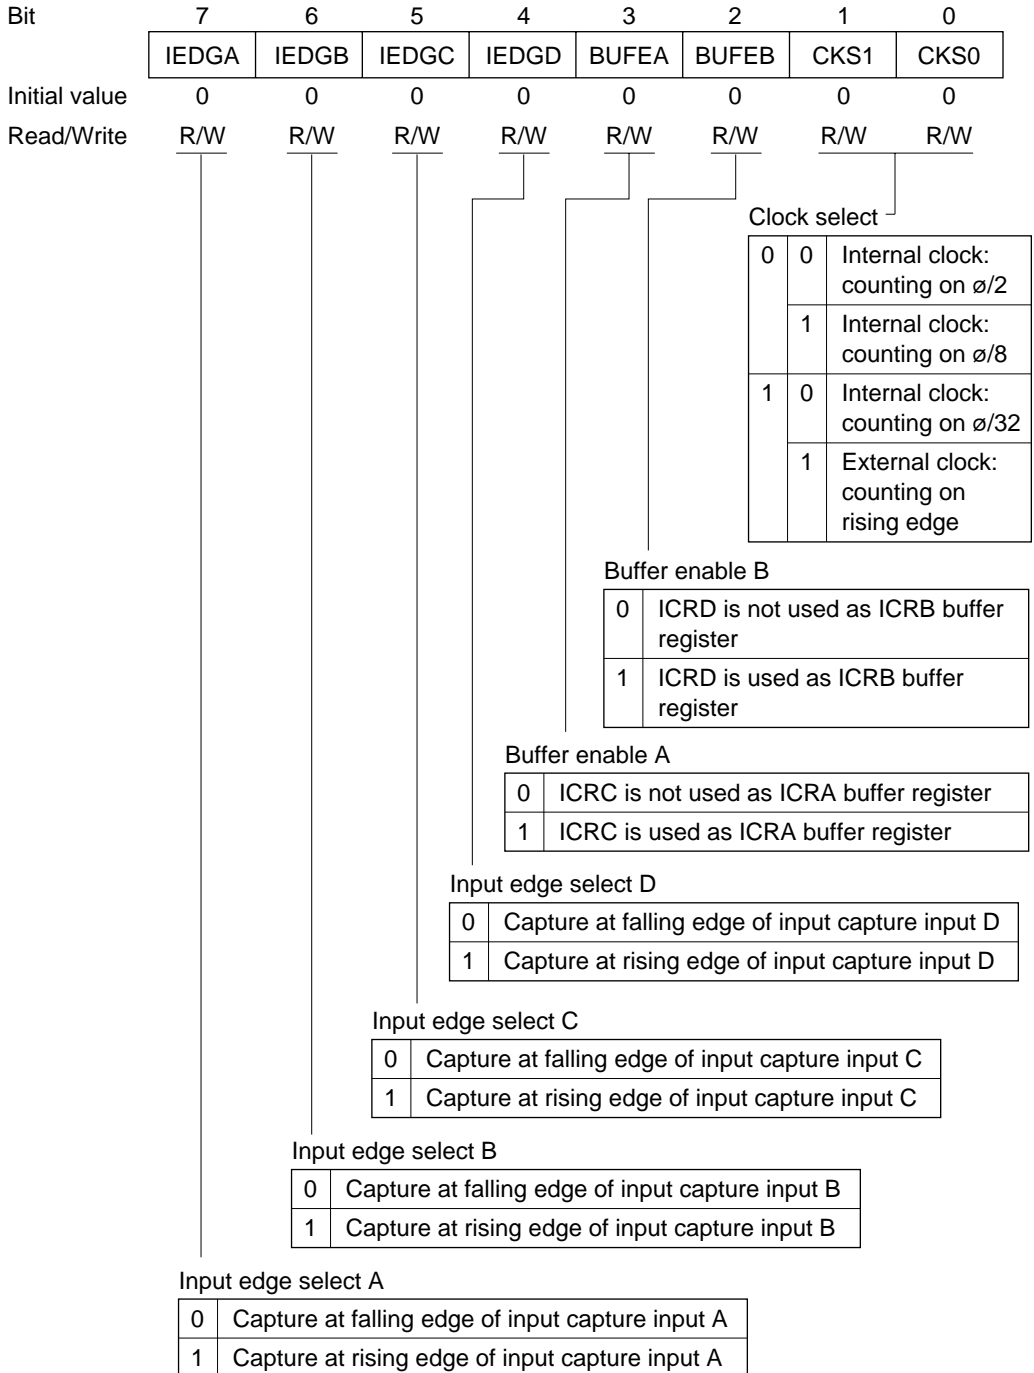 Bit 7 6 5 4 3 2 1 0
IEDGA IEDGB IEDGC IEDGD BUFEA BUFEB CKS1 CKS0
Initial value 0 0 0 0 0 0 0 0
Read/Write R/W R/W R/W R/W R/W R/W R/W R/W
Clock select
0 0 Internal clock:
counting on ø/2
1 Internal clock:
counting on ø/8
1 0 Internal clock:
counting on ø/32
1 External clock:
counting on
rising edge
Buffer enable B
0 ICRD is not used as ICRB buffer
register
1 ICRD is used as ICRB buffer
register
Buffer enable A
0 ICRC is not used as ICRA buffer register
1 ICRC is used as ICRA buffer register
Input edge select D
0 Capture at falling edge of input capture input D
1 Capture at rising edge of input capture input D
Input edge select C
0 Capture at falling edge of input capture input C
1 Capture at rising edge of input capture input C
Input edge select B
0 Capture at falling edge of input capture input B
1 Capture at rising edge of input capture input B
Input edge select A
0 Capture at falling edge of input capture input A
1 Capture at rising edge of input capture input A